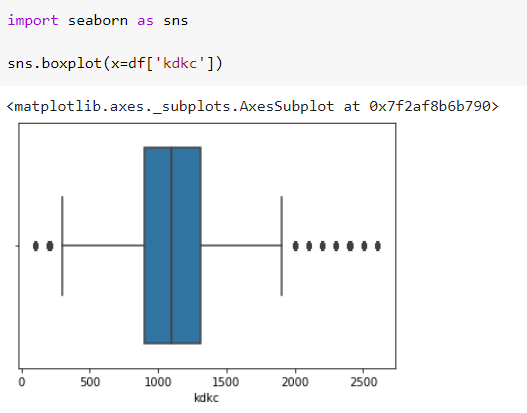 import seaborn as sns
sns.boxplot(x=df['kdkc'])
<matplotlib.axes._subplots.AxesSubplot at 0x7f2af8b6b790>
0 500 1000 1500 2000 2500
kdkc